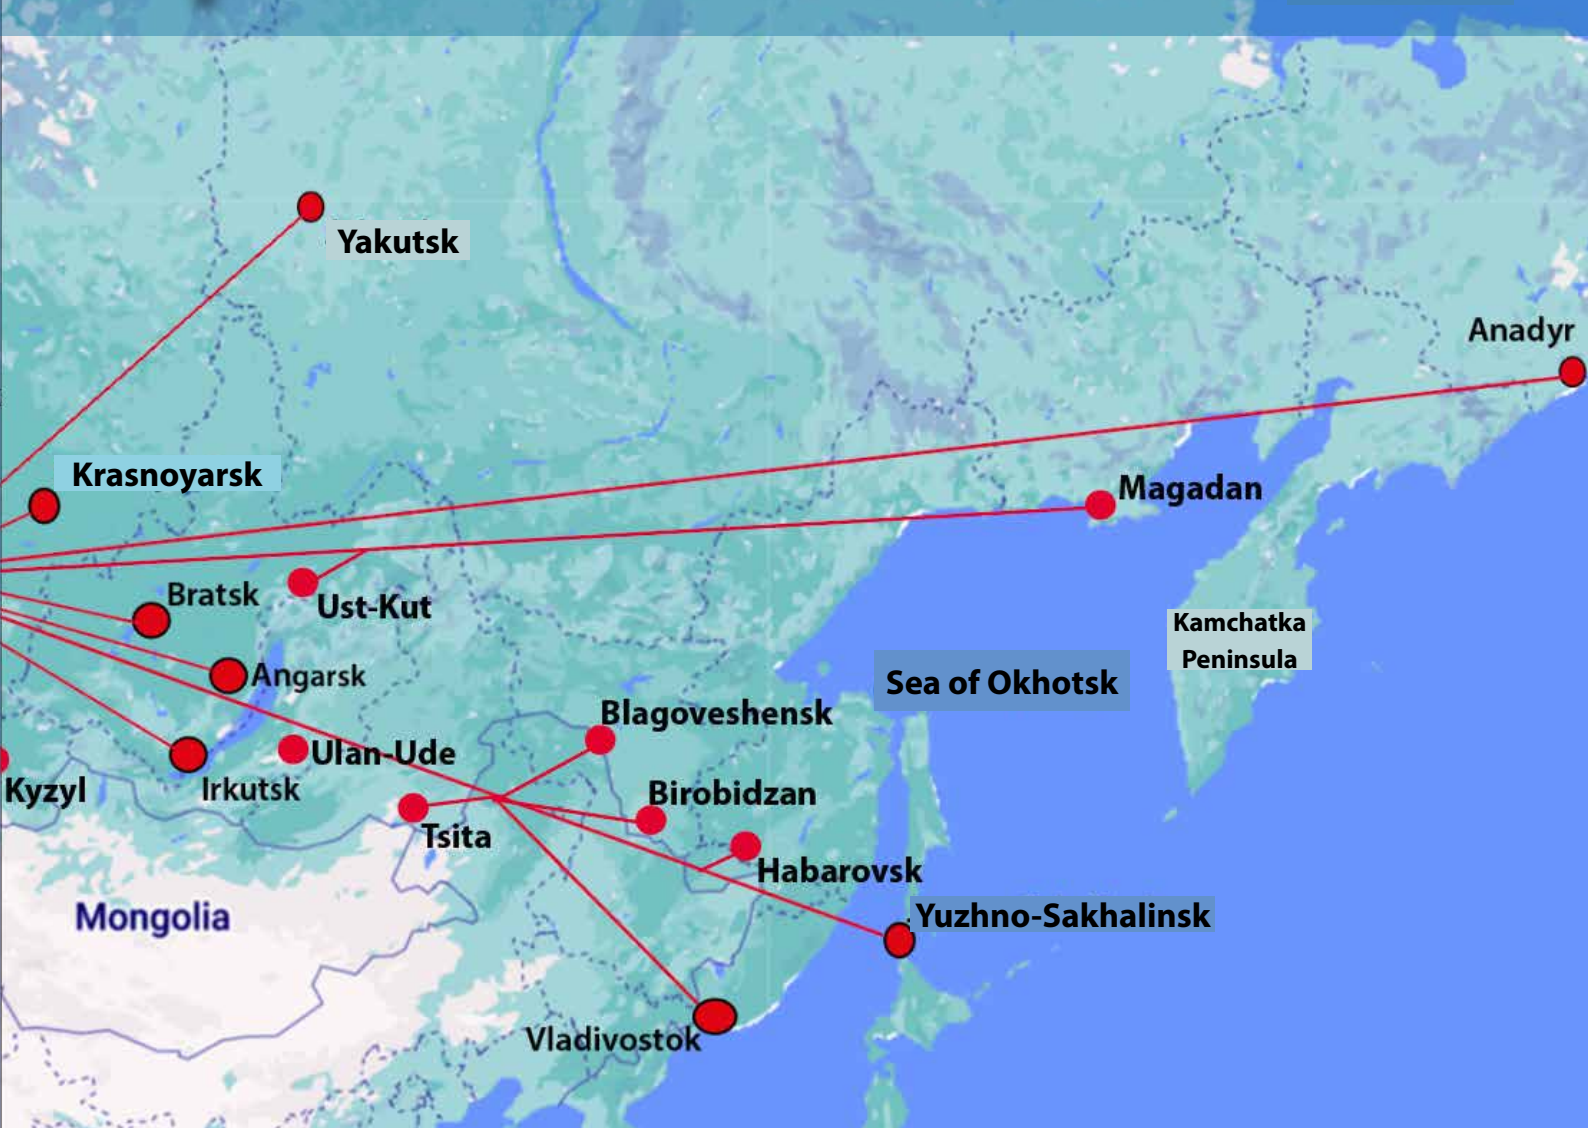 Yakutsk
Anadyr
Krasnoyarsk
Magadan
Bratsk
Ust-Kut
Kamchatka
Peninsula
Angarsk
Sea of Okhotsk
Blagoveshensk
Ulan-Ude
Kyzyl
Irkutsk
Birobidzan
Tsita
Habarovsk
Mongolia
Yuzhno-Sakhalinsk
Vladivostok